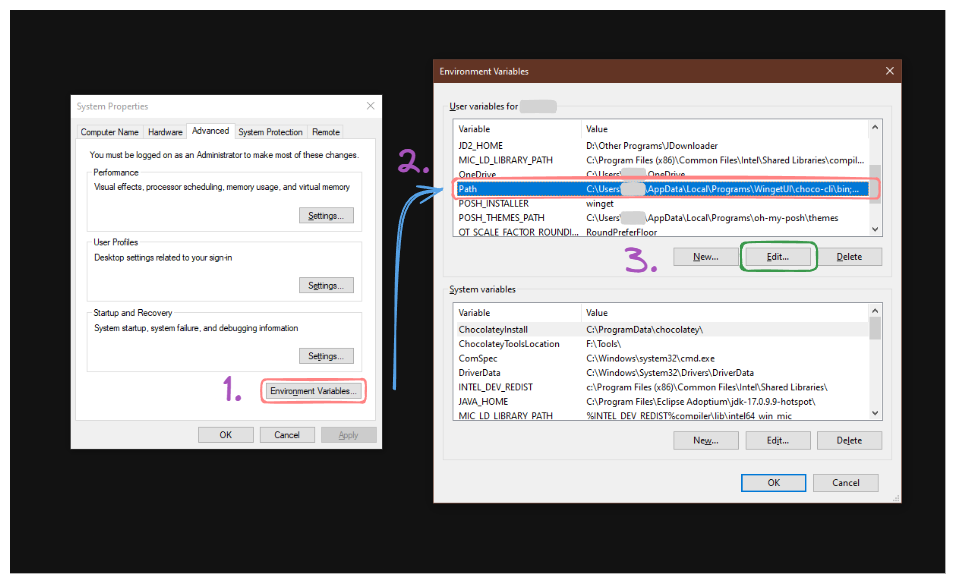 System Properties
Computer Name Hardware Advanced System Protection Remote
You must be logged on as an Administrator to make most of these changes.
Performance
Visual effects, processor scheduling, memory usage, and virtual memory
Settings...
User Profiles
Desktop settings related to your sign-in
Settings...
Startup and Recovery
System startup, system failure, and debugging information
Settings...
1.
Environment Variables...
OK Cancel Apply
2.
Environment Variables
User variables for
Variable Value
JD2_HOME D:\Other Programs\JDownloader
MIC_LD_LIBRARY_PATH C:\Program Files (x86)\Common Files\Intel\Shared Libraries\compil...
OneDrive C:\Users \OneDrive
Path C:\Users \AppData\Local\Programs\WingetUI\choco-cli\bin;...
POSH_INSTALLER winget
POSH_THEMES_PATH C:\Users \AppData\Local\Programs\oh-my-posh\themes
QT_SCALE_FACTOR_ROUNDI... RoundPreferFloor
3.
New... Edit... Delete
System variables
Variable Value
ChocolateyInstall C:\ProgramData\chocolatey\
ChocolateyToolsLocation F:\Tools\
ComSpec C:\Windows\system32\cmd.exe
DriverData C:\Windows\System32\Drivers\DriverData
INTEL_DEV_REDIST c:\Program Files (x86)\Common Files\Intel\Shared Libraries\
JAVA_HOME C:\Program Files\Eclipse Adoptium\jdk-17.0.9.9-hotspot\
MIC_LD_LIBRARY_PATH %INTEL_DEV_REDIST%compiler\lib\intel64_win_mic
New... Edit... Delete
OK Cancel